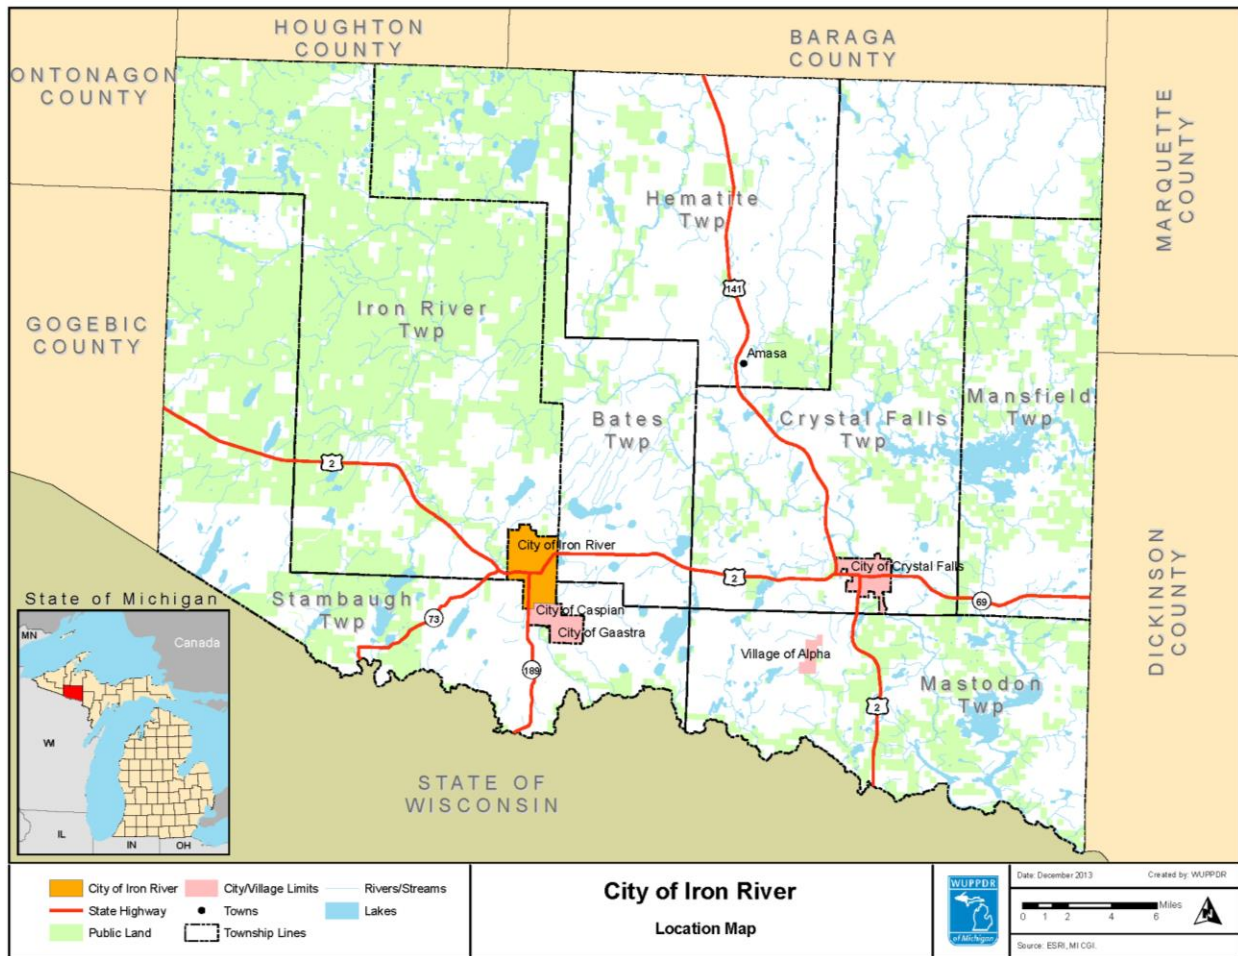 HOUGHTON
COUNTY
BARAGA
COUNTY
ONTONAGON
COUNTY
MARQUETTE
COUNTY
Hematite
Twp
141
Iron River
Twp
GOGEBIC
COUNTY
Amasa
Mansfield
Twp
Bates
Twp
Crystal Falls
Twp
2
City of Iron River
City of Crystal Falls
2
69
DICKINSON
COUNTY
State of Michigan
Stambaugh
Twp
73
City of Caspian
City of Gaastra
189
Village of Alpha
Mastodon
Twp
2
MN
Canada
WI
IL
IN
OH
STATE OF
WISCONSIN
City of Iron River
City/Village Limits
Rivers/Streams
State Highway
Towns
Lakes
Public Land
Township Lines
City of Iron River
Location Map
WUPPDR
of Michigan
Date: December 2013
Created by: WUPPDR
Miles
0 1 2 4 6
N
Source: ESRI, MI CGI.